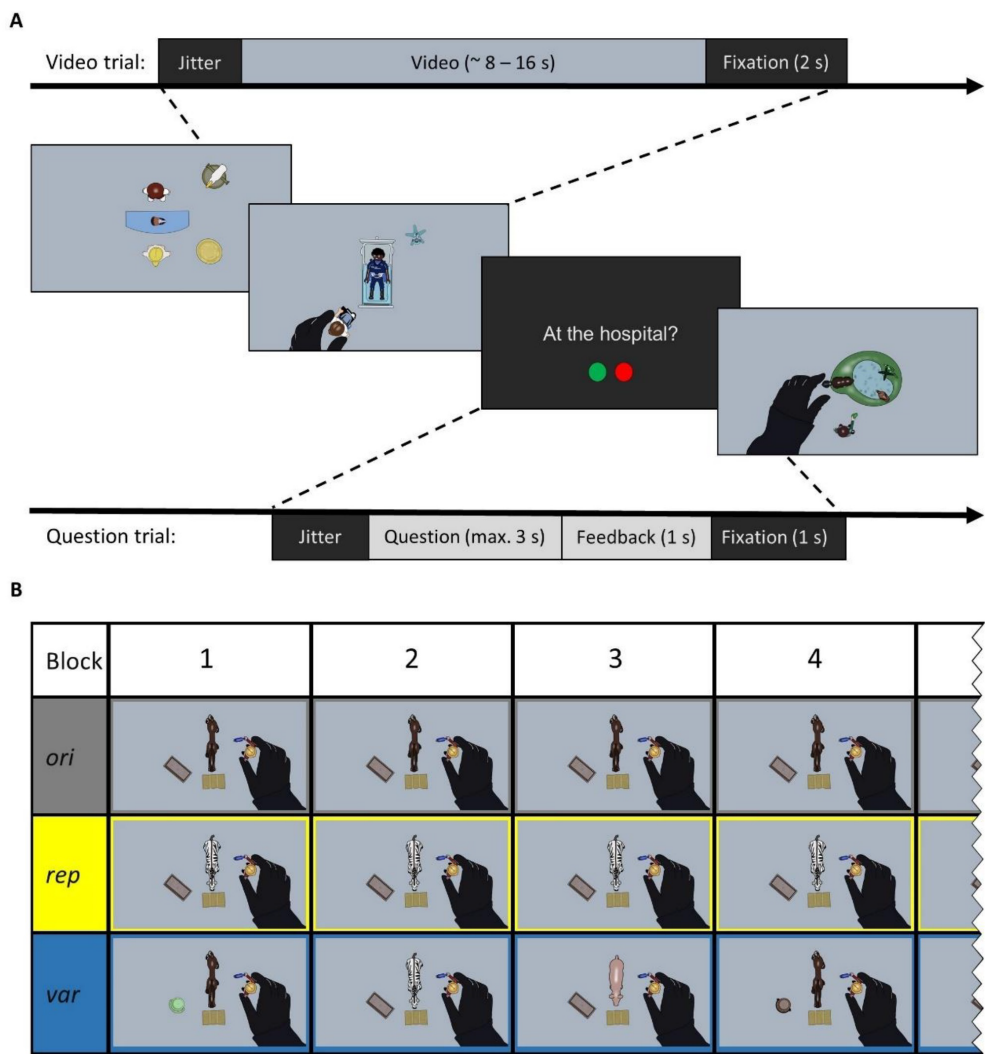 A
Video trial: Jitter Video (~ 8 – 16 s) Fixation (2 s)
At the hospital?
Question trial: Jitter Question (max. 3 s) Feedback (1 s) Fixation (1 s)
B
Block 1 2 3 4
ori
rep
var